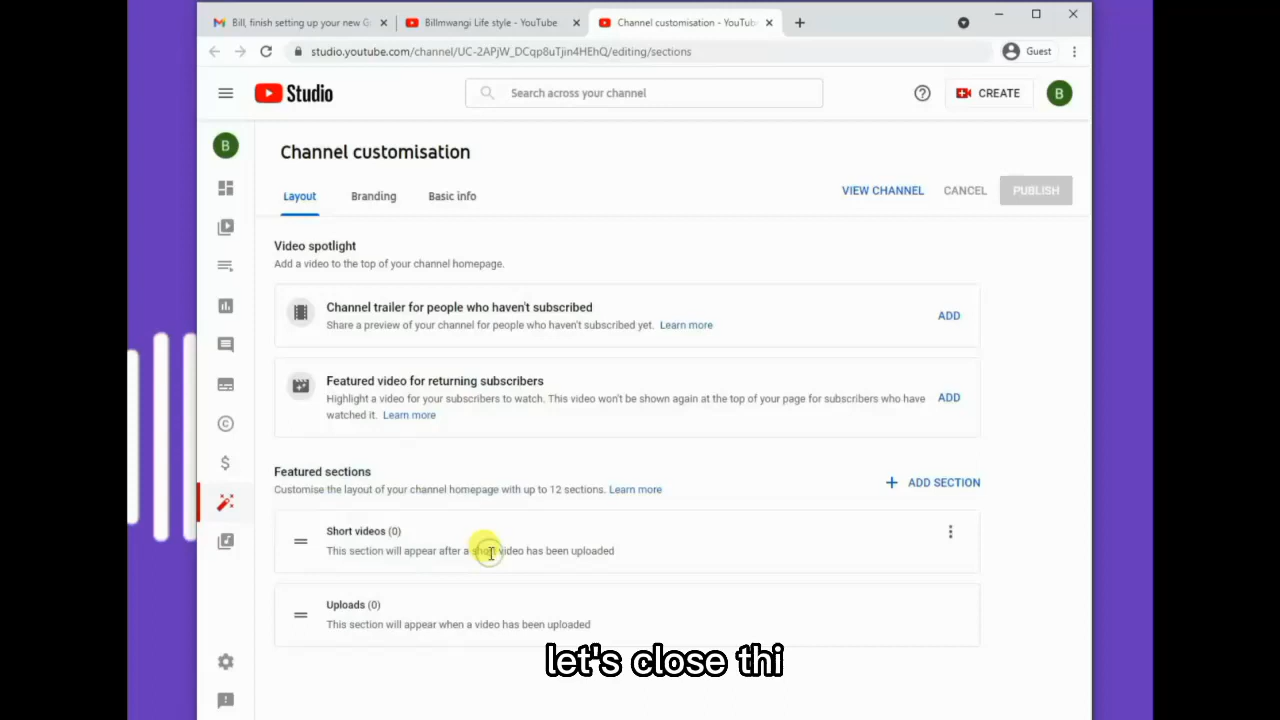 Bill, finish setting up your new G
Billmwangi Life style - YouTube
Channel customisation - YouTub
studio.youtube.com/channel/UC-2APjW_DCqp8uTjin4HEhQ/editing/sections
Guest
Studio
Search across your channel
CREATE
B
B
Channel customisation
Layout
Branding
Basic info
VIEW CHANNEL
CANCEL
PUBLISH
Video spotlight
Add a video to the top of your channel homepage.
Channel trailer for people who haven't subscribed
Share a preview of your channel for people who haven't subscribed yet. Learn more
ADD
Featured video for returning subscribers
Highlight a video for your subscribers to watch. This video won't be shown again at the top of your page for subscribers who have
watched it. Learn more
ADD
Featured sections
Customise the layout of your channel homepage with up to 12 sections. Learn more
+ ADD SECTION
Short videos (0)
This section will appear after a short video has been uploaded
Uploads (0)
This section will appear when a video has been uploaded
let's close thi